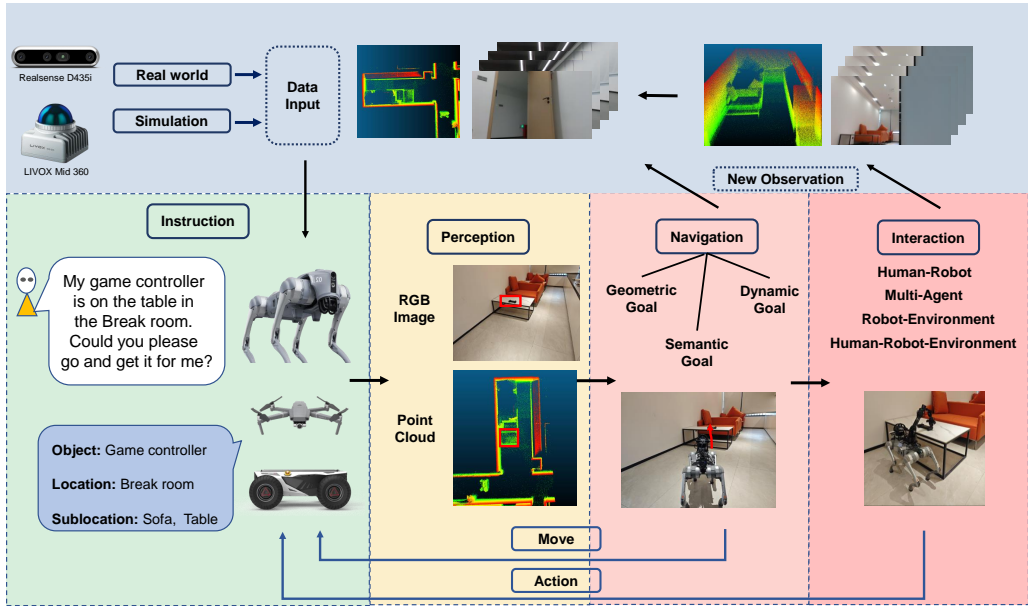 Realsense D435i
LIVOX Mid 360
Real world
Simulation
Data
Input
New Observation
Instruction
My game controller
is on the table in
the Break room.
Could you please
go and get it for me?
Object: Game controller
Location: Break room
Sublocation: Sofa, Table
Perception
RGB
Image
Point
Cloud
Navigation
Geometric
Goal
Dynamic
Goal
Semantic
Goal
Interaction
Human-Robot
Multi-Agent
Robot-Environment
Human-Robot-Environment
Move
Action